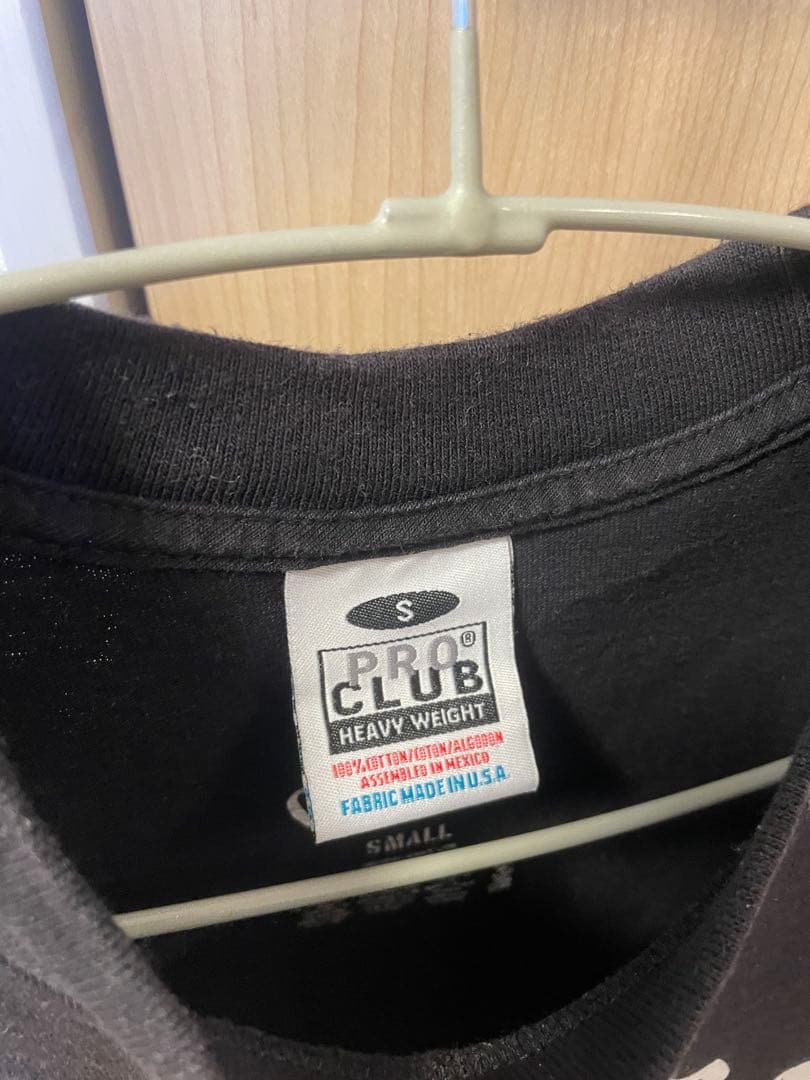 S
PRO®
CLUB
HEAVY WEIGHT
100% COTTON/COTON/ALGODON
ASSEMBLED IN MEXICO
FABRIC MADE IN U.S.A.
SMALL